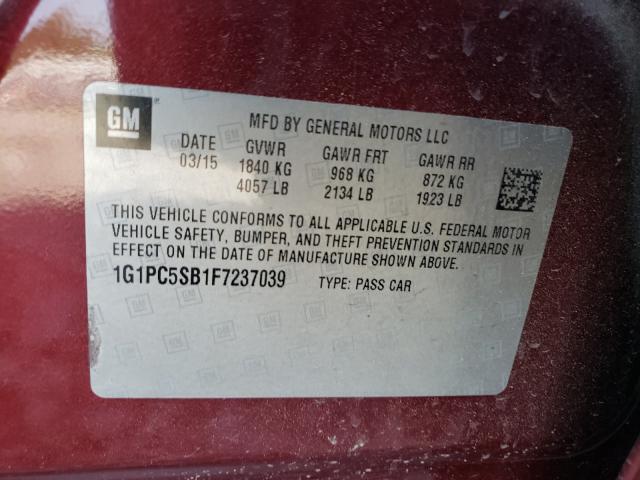 GM
MFD BY GENERAL MOTORS LLC
DATE GVWR GAWR FRT GAWR RR
03/15 1840 KG 968 KG 872 KG
4057 LB 2134 LB 1923 LB
THIS VEHICLE CONFORMS TO ALL APPLICABLE U.S. FEDERAL MOTOR
VEHICLE SAFETY, BUMPER, AND THEFT PREVENTION STANDARDS IN
EFFECT ON THE DATE OF MANUFACTURE SHOWN ABOVE.
1G1PC5SB1F7237039 TYPE: PASS CAR